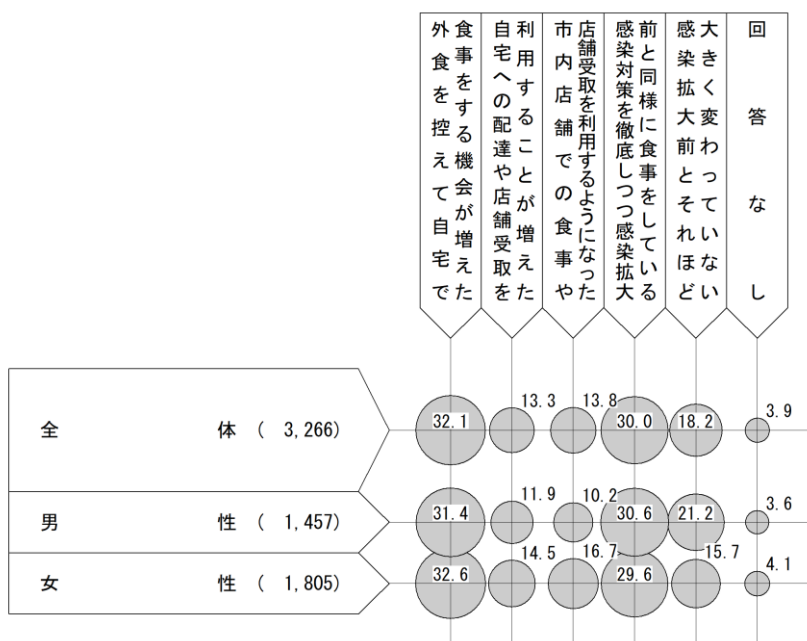 外食を控えて自宅で
食事をする機会が増えた
自宅への配達や店舗受取を
利用することが増えた
市内店舗での食事や
店舗受取を利用するようになった
感染対策を徹底しつつ感染拡大
前と同様に食事をしている
感染拡大前とそれほど
大きく変わっていない
回答なし
全体 ( 3,266)
32.1 13.3 13.8 30.0 18.2 3.9
男性 ( 1,457)
31.4 11.9 10.2 30.6 21.2 3.6
女性 ( 1,805)
32.6 14.5 16.7 29.6 15.7 4.1